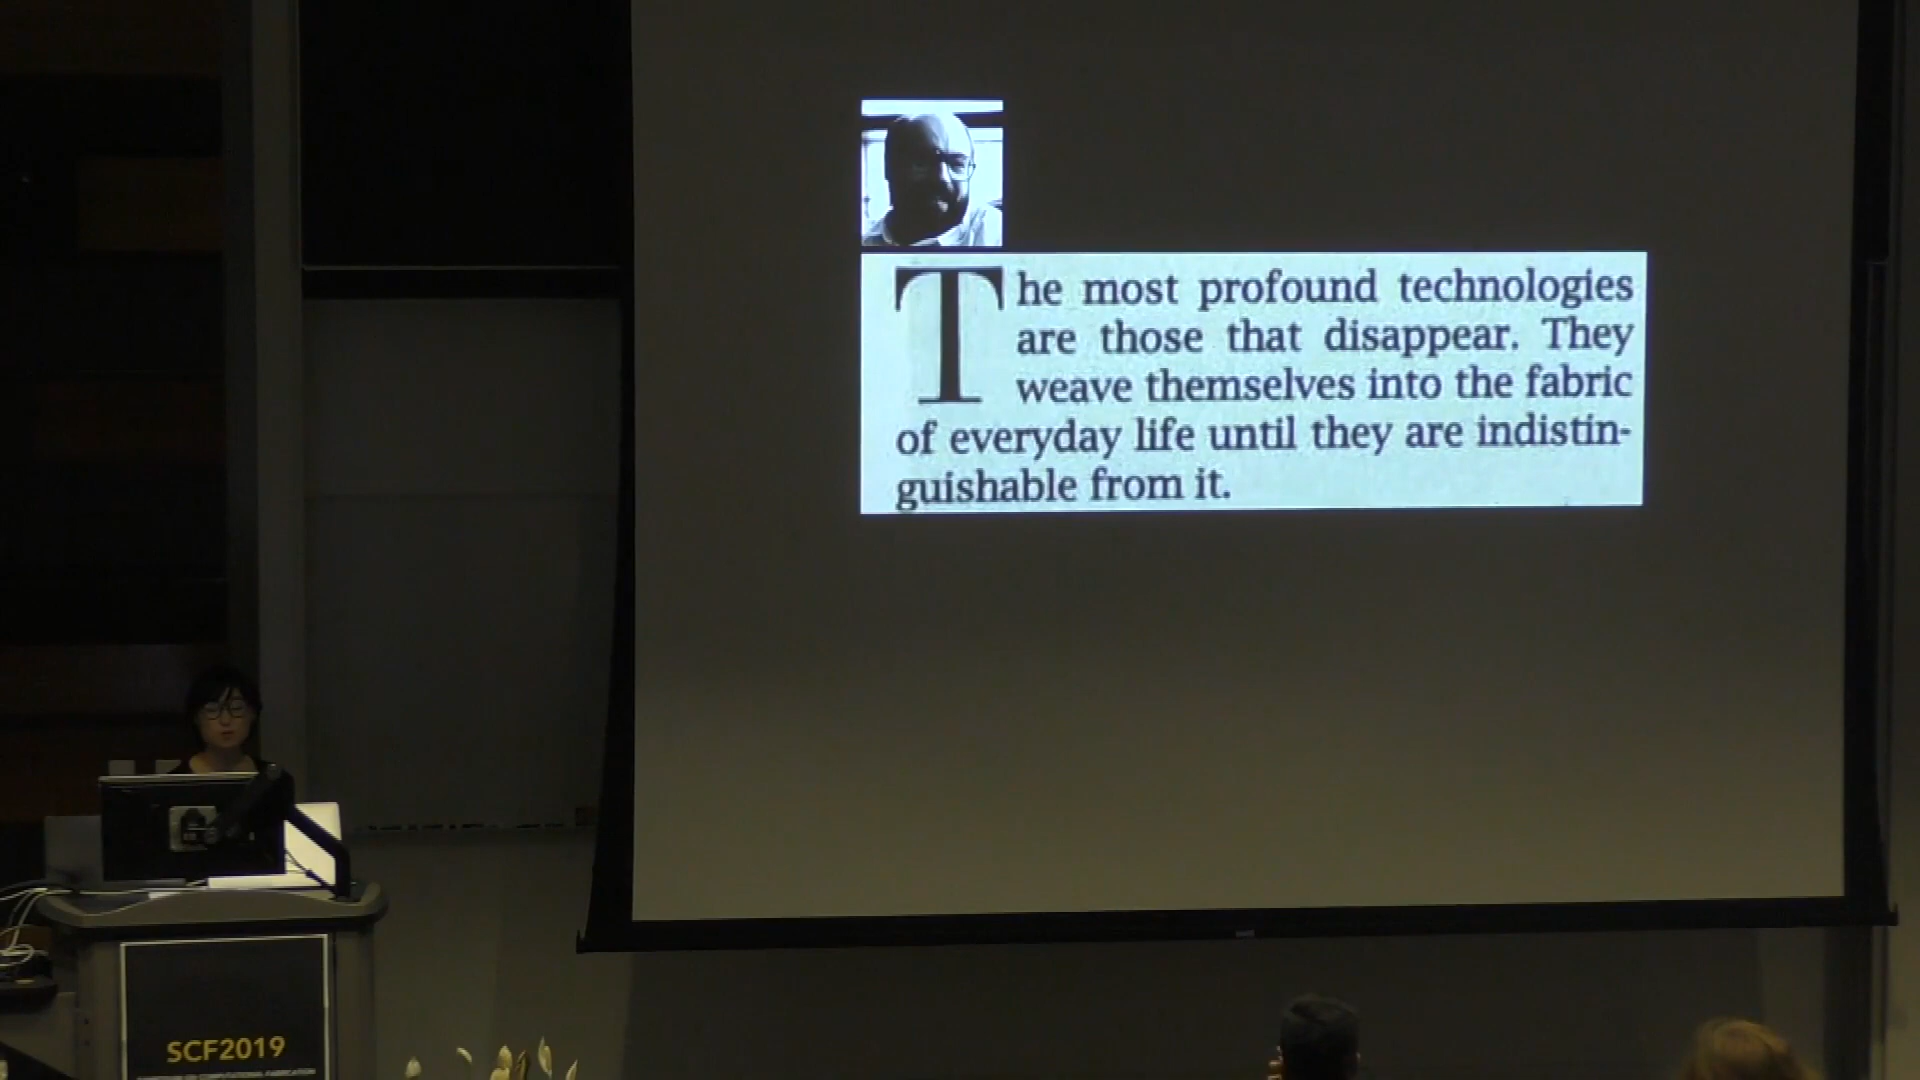 The most profound technologies
are those that disappear. They
weave themselves into the fabric
of everyday life until they are indistin-
guishable from it.
SCF2019